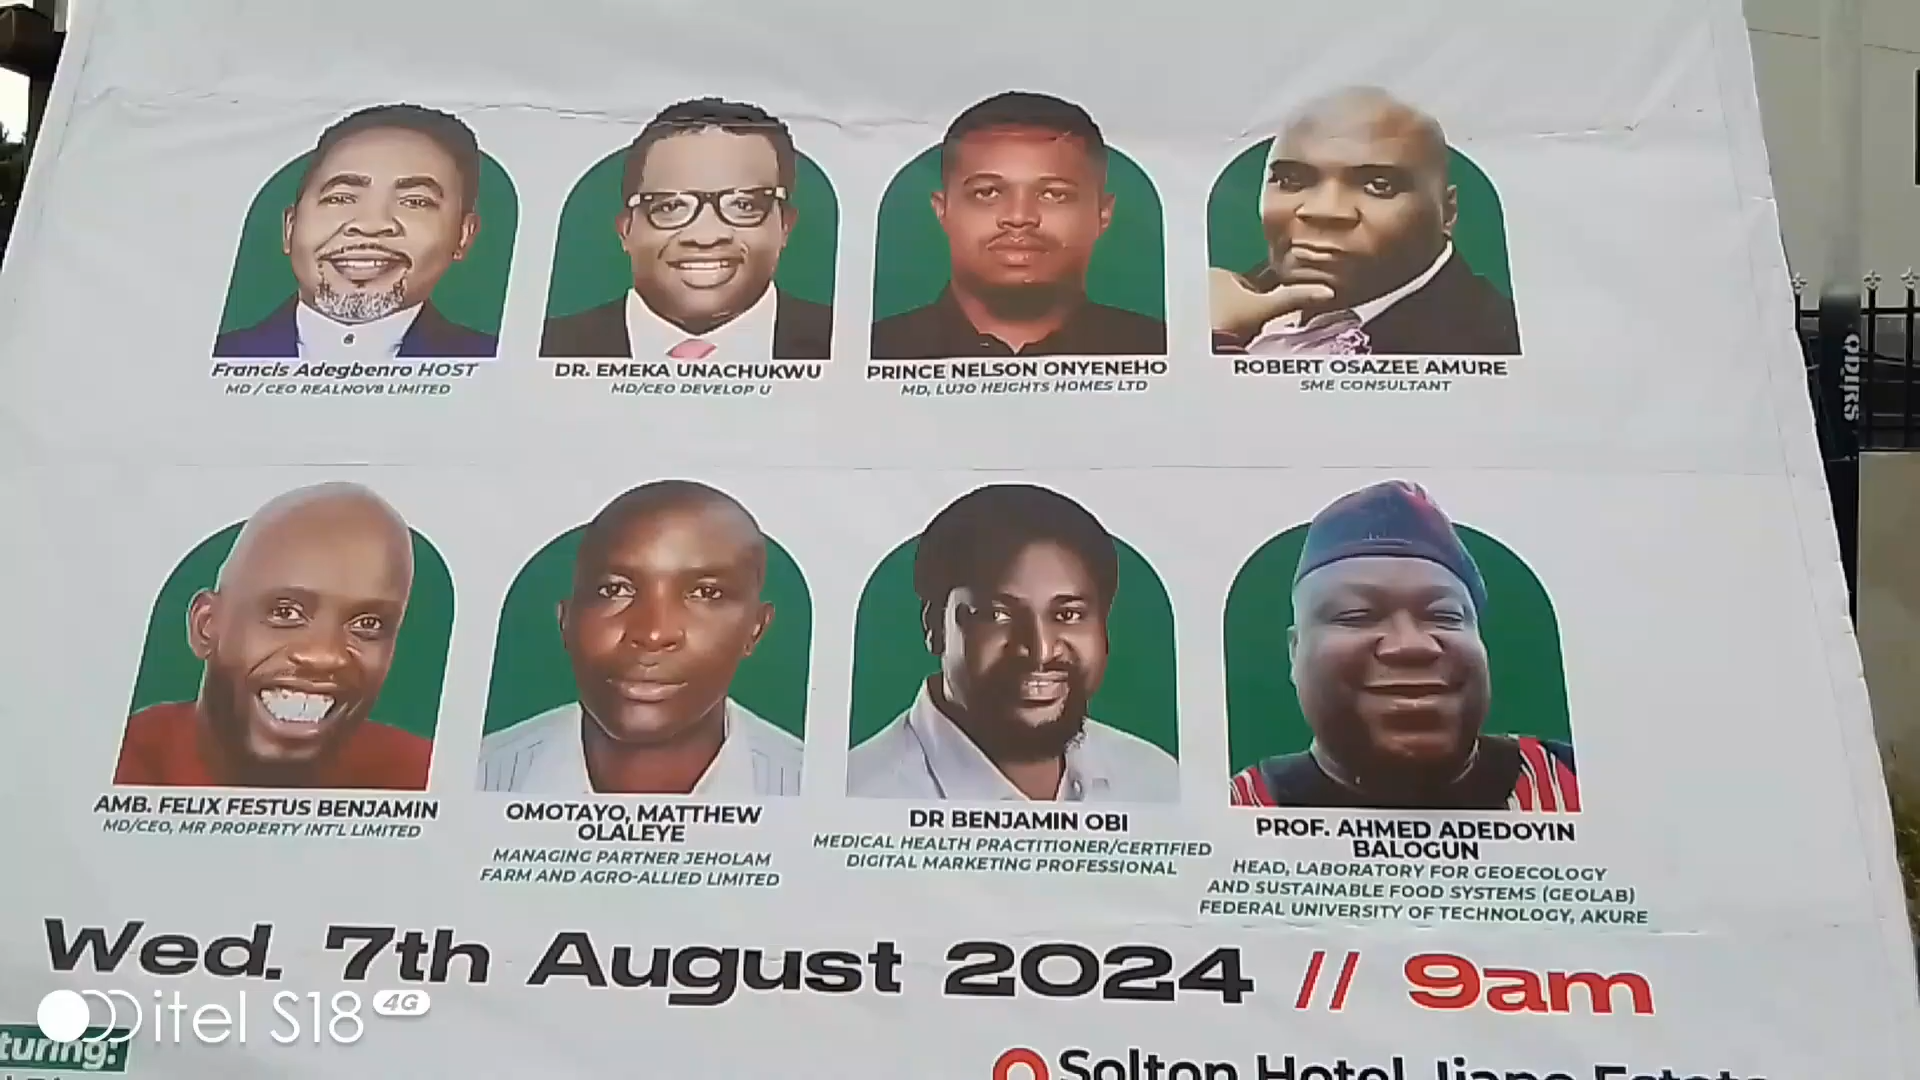 Francis Adegbenro HOST
MD / CEO REALNOV8 LIMITED
DR. EMEKA UNACHUKWU
MD/CEO DEVELOP U
PRINCE NELSON ONYENEHO
MD, LUJO HEIGHTS HOMES LTD
ROBERT OSAZEE AMURE
SME CONSULTANT
AMB. FELIX FESTUS BENJAMIN
MD/CEO, MR PROPERTY INT'L LIMITED
OMOTAYO, MATTHEW
OLALEYE
MANAGING PARTNER JEHOLAM
FARM AND AGRO-ALLIED LIMITED
DR BENJAMIN OBI
MEDICAL HEALTH PRACTITIONER/CERTIFIED
DIGITAL MARKETING PROFESSIONAL
PROF. AHMED ADEDOYIN
BALOGUN
HEAD, LABORATORY FOR GEOECOLOGY
AND SUSTAINABLE FOOD SYSTEMS (GEOLAB)
FEDERAL UNIVERSITY OF TECHNOLOGY, AKURE
Wed. 7th August 2024 // 9am
itel S18 4G
turing:
Solton Hotel